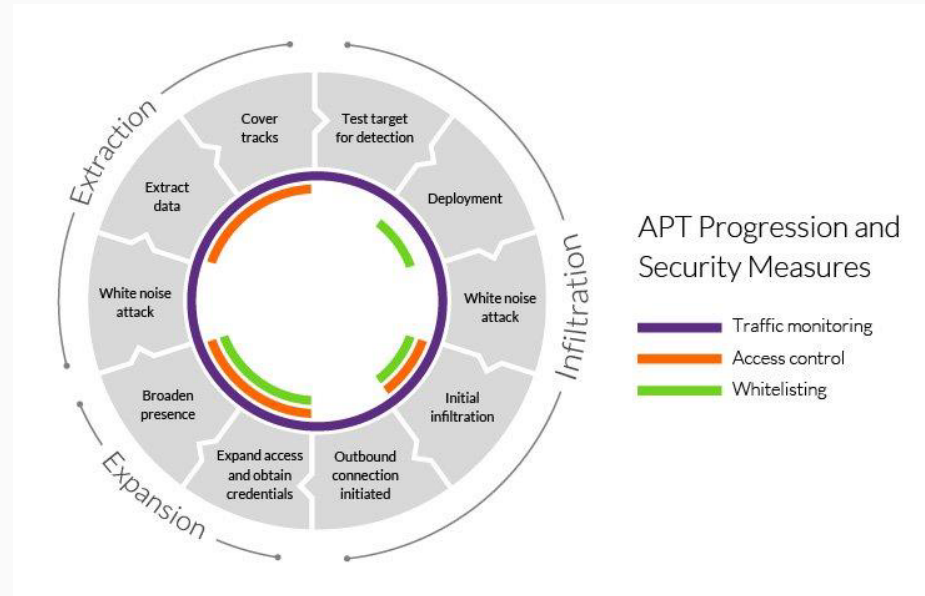 Extraction
Infiltration
Expansion
Cover
tracks
Test target
for detection
Extract
data
Deployment
White noise
attack
White noise
attack
Broaden
presence
Initial
infiltration
Expand access
and obtain
credentials
Outbound
connection
initiated
APT Progression and
Security Measures
Traffic monitoring
Access control
Whitelisting